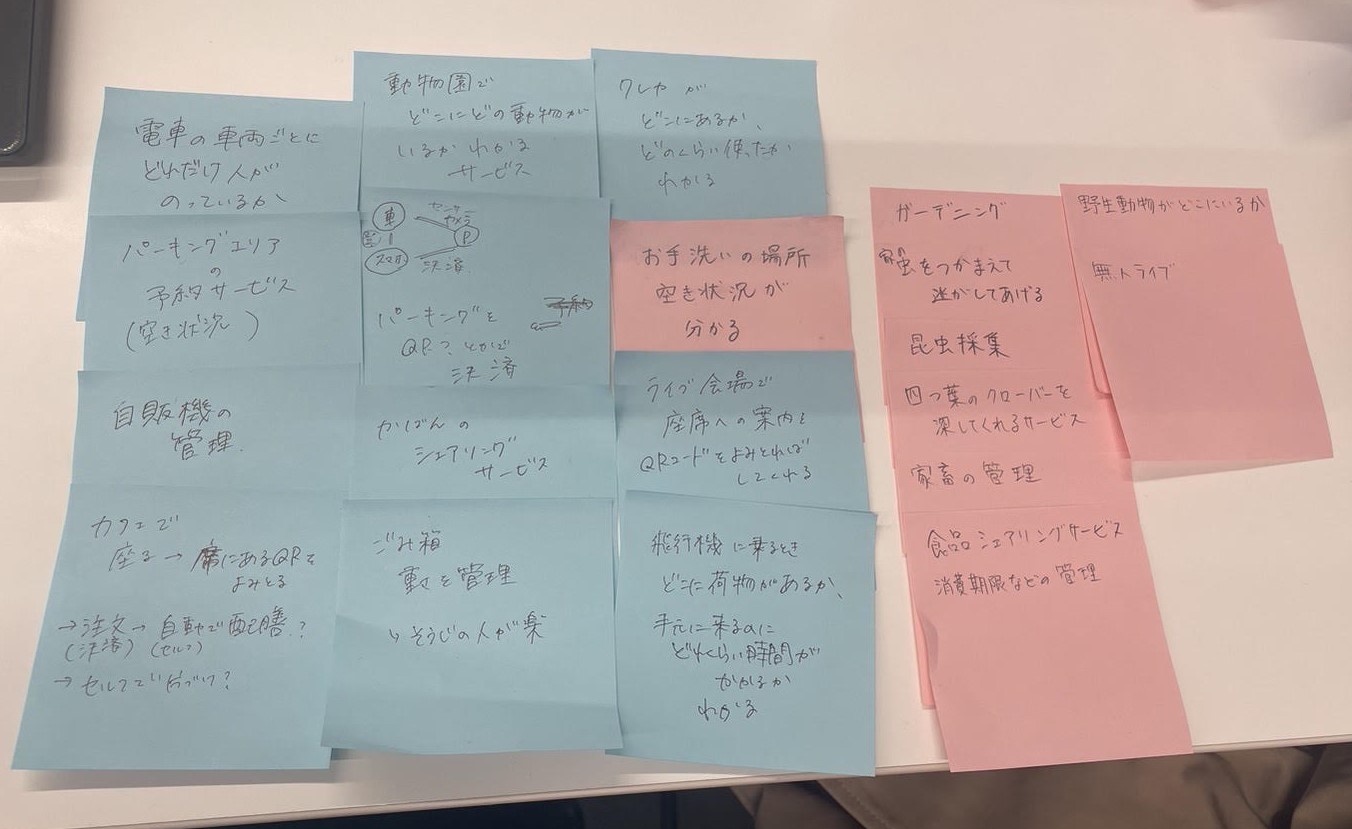 電車の車両ごとに
どれだけ人が
のっているか
パーキングエリア
の
予約サービス
(空き状況)
自販機の
管理
カフェで
座る→席にあるQRを
よみとる
→注文→自動で配膳?
(決済)(セルフ)
→セルフで片づけ?
動物園で
どこにどの動物が
いるかわかる
サービス
車
センサー
カメラ
P
スマホ
決済
予約
パーキングを
QR?とかで
決済
かばんの
シェアリング
サービス
ごみ箱
重さを管理
↳そうじの人が楽
クレカが
どこにあるか、
どのくらい使ったか
わかる
お手洗いの場所
空き状況が
分かる
ライブ会場で
座席への案内を
QRコードをよみとれば
してくれる
飛行機に乗るとき
どこに荷物があるか、
手元に来るのに
どれくらい時間が
かかるか
わかる
ガーデニング
害虫をつかまえて
逃がしてあげる
昆虫採集
四つ葉のクローバーを
探してくれるサービス
家畜の管理
食品シェアリングサービス
消費期限などの管理
野生動物がどこにいるか
無人ライブ